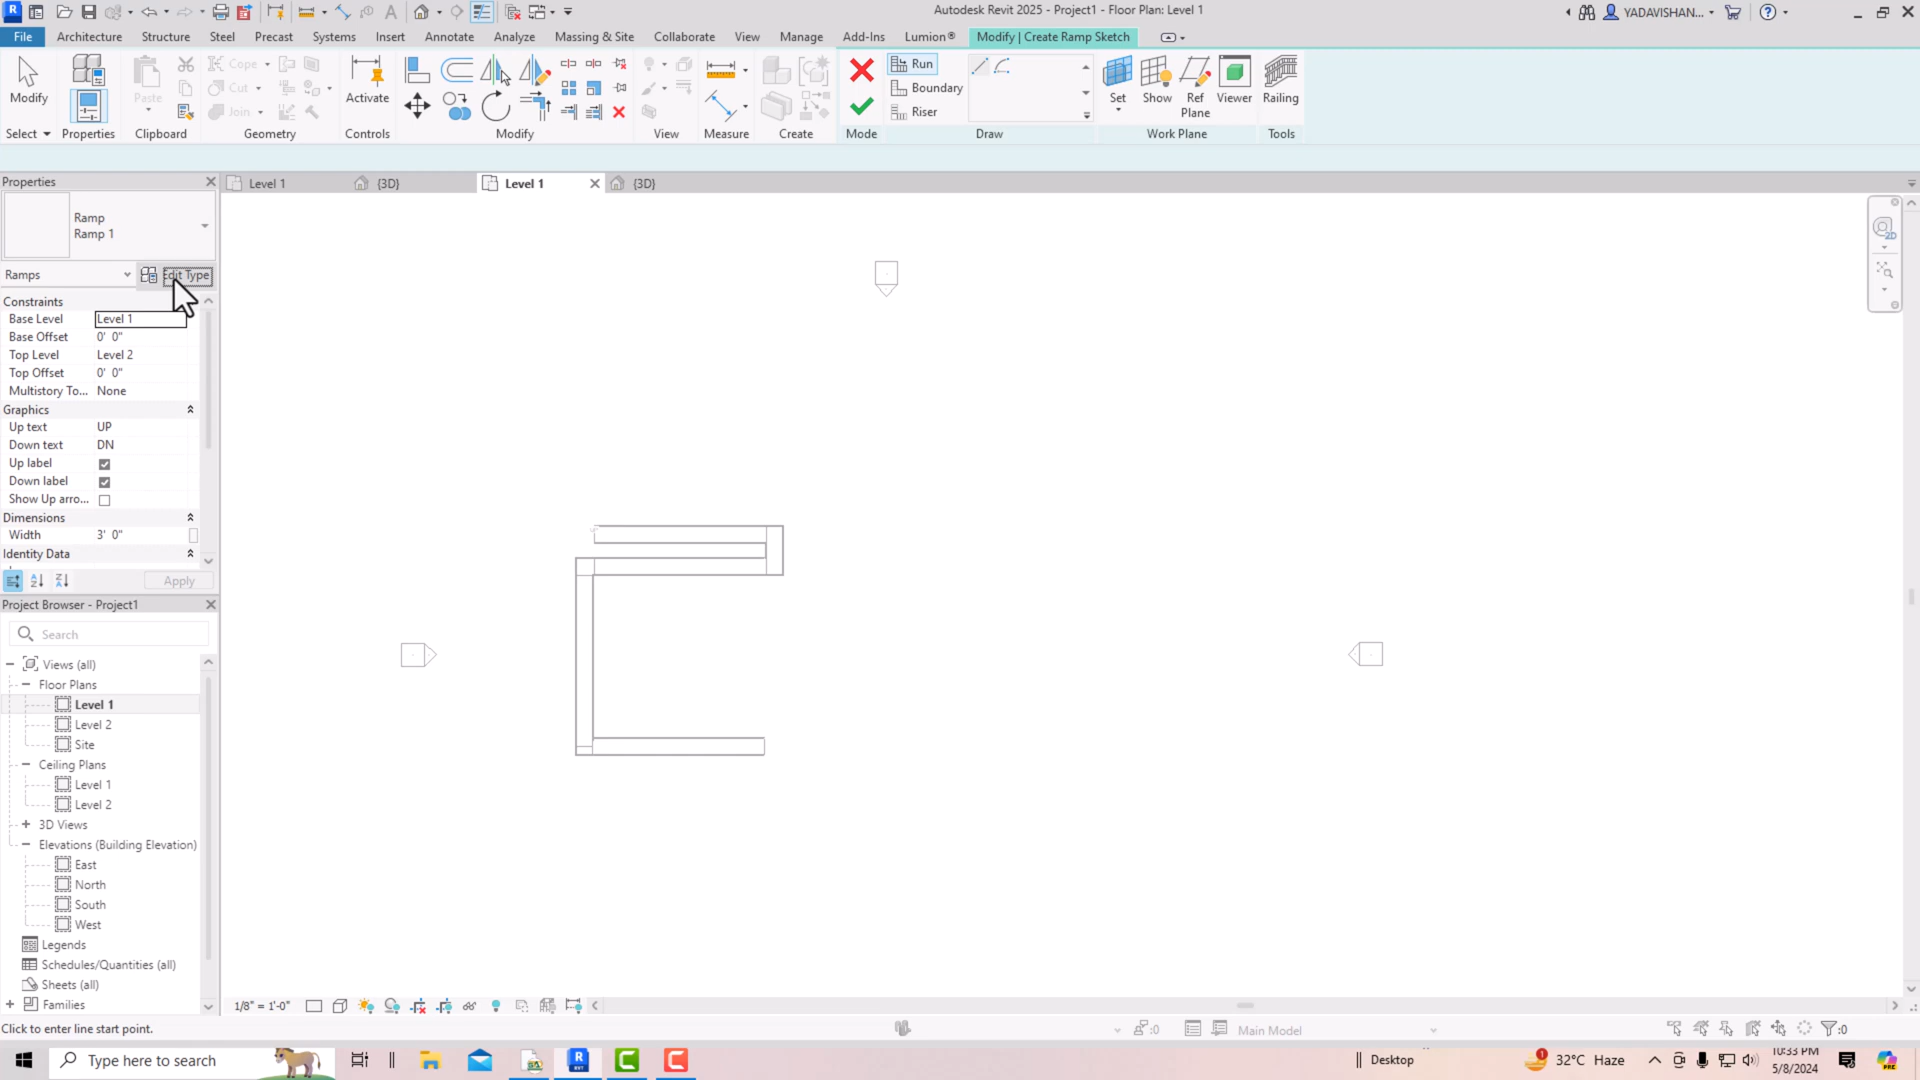 Autodesk Revit 2025 - Project1 - Floor Plan: Level 1
YADAVISHAN...
File Architecture Structure Steel Precast Systems Insert Annotate Analyze Massing & Site Collaborate View Manage Add-Ins Lumion® Modify | Create Ramp Sketch
Modify
Select
Properties
Paste
Clipboard
Cope
Cut
Join
Geometry
Activate
Controls
Modify
View
Measure
Create
Mode
Run
Boundary
Riser
Draw
Set
Show
Ref Plane
Viewer
Work Plane
Railing
Tools
Properties
Level 1
{3D}
Level 1
{3D}
2D
Ramp
Ramp 1
Ramps
Edit Type
Constraints
Base Level Level 1
Base Offset 0' 0"
Top Level Level 2
Top Offset 0' 0"
Multistory To... None
Graphics
Up text UP
Down text DN
Up label
Down label
Show Up arro...
Dimensions
Width 3' 0"
Identity Data
Apply
Project Browser - Project1
Search
Views (all)
Floor Plans
Level 1
Level 2
Site
Ceiling Plans
Level 1
Level 2
3D Views
Elevations (Building Elevation)
East
North
South
West
Legends
Schedules/Quantities (all)
Sheets (all)
Families
1/8" = 1'-0"
Click to enter line start point.
:0
Main Model
:0
Type here to search
Desktop
1
32°C Haze
10:33 PM
5/8/2024
PRE